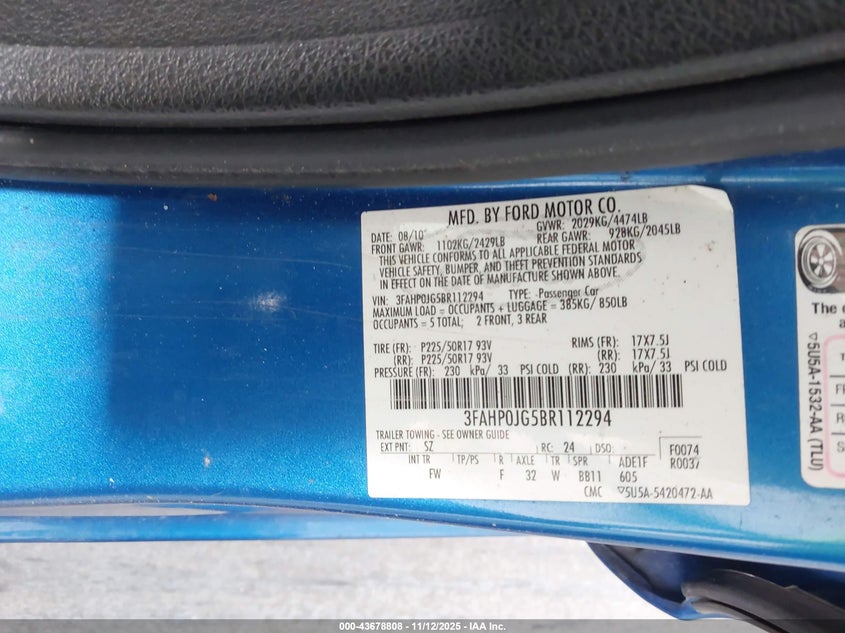 MFD. BY FORD MOTOR CO.
DATE: 08/10 GVWR: 2029KG/4474LB
FRONT GAWR: 1102KG/2429LB REAR GAWR: 928KG/2045LB
THIS VEHICLE CONFORMS TO ALL APPLICABLE FEDERAL MOTOR
VEHICLE SAFETY, BUMPER, AND THEFT PREVENTION STANDARDS
IN EFFECT ON THE DATE OF MANUFACTURE SHOWN ABOVE.
VIN: 3FAHP0JG5BR112294 TYPE: Passenger Car
MAXIMUM LOAD = OCCUPANTS + LUGGAGE = 385KG/ 850LB
OCCUPANTS = 5 TOTAL; 2 FRONT, 3 REAR
TIRE (FR): P225/50R17 93V RIMS (FR): 17X7.5J
(RR): P225/50R17 93V (RR): 17X7.5J
PRESSURE (FR): 230 kPa/ 33 PSI COLD (RR): 230 kPa/ 33 PSI COLD
3FAHP0JG5BR112294
TRAILER TOWING - SEE OWNER GUIDE
EXT PNT: SZ RC: 24 DSO: F0074
INT TR TP/PS R AXLE TR SPR ADE1F R0037
FW F 32 W BB11 605
CMC ▽5U5A-5420472-AA
The
▽5U5A-1532-AA (TLU)
000-43678808 - 11/12/2025 - IAA Inc.